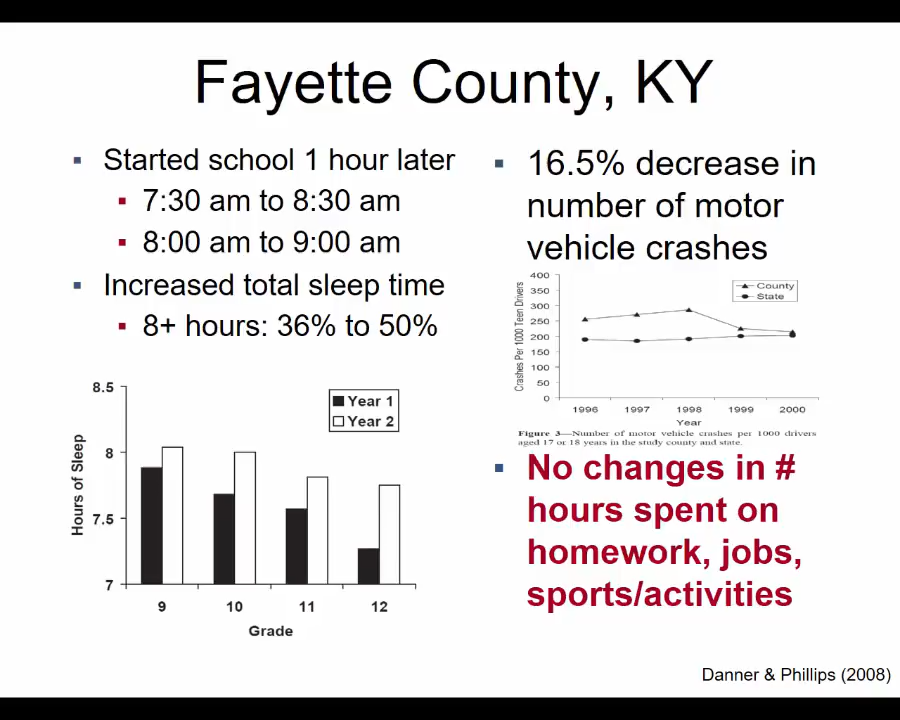 Fayette County, KY
▪ Started school 1 hour later
▪ 7:30 am to 8:30 am
▪ 8:00 am to 9:00 am
▪ Increased total sleep time
▪ 8+ hours: 36% to 50%
8.5
8
7.5
7
Hours of Sleep
Year 1
Year 2
9 10 11 12
Grade
▪ 16.5% decrease in
number of motor
vehicle crashes
400
350
300
250
200
150
100
50
0
Crashes Per 1000 Teen Drivers
County
State
1996 1997 1998 1999 2000
Year
Figure 3—Number of motor vehicle crashes per 1000 drivers
aged 17 or 18 years in the study county and state.
▪ No changes in #
hours spent on
homework, jobs,
sports/activities
Danner & Phillips (2008)